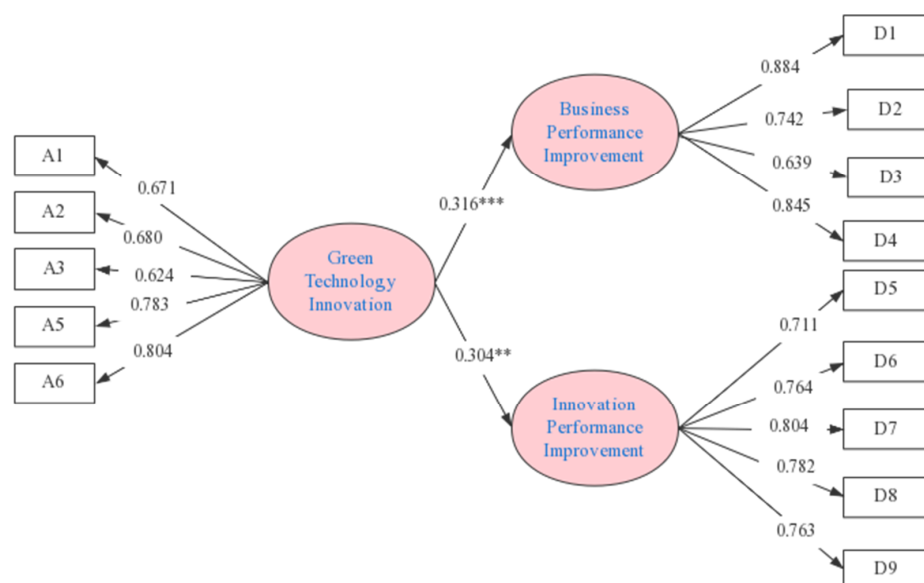 A1
A2
A3
A5
A6
0.671
0.680
0.624
0.783
0.804
Green
Technology
Innovation
0.316***
0.304**
Business
Performance
Improvement
0.884
0.742
0.639
0.845
D1
D2
D3
D4
Innovation
Performance
Improvement
0.711
0.764
0.804
0.782
0.763
D5
D6
D7
D8
D9